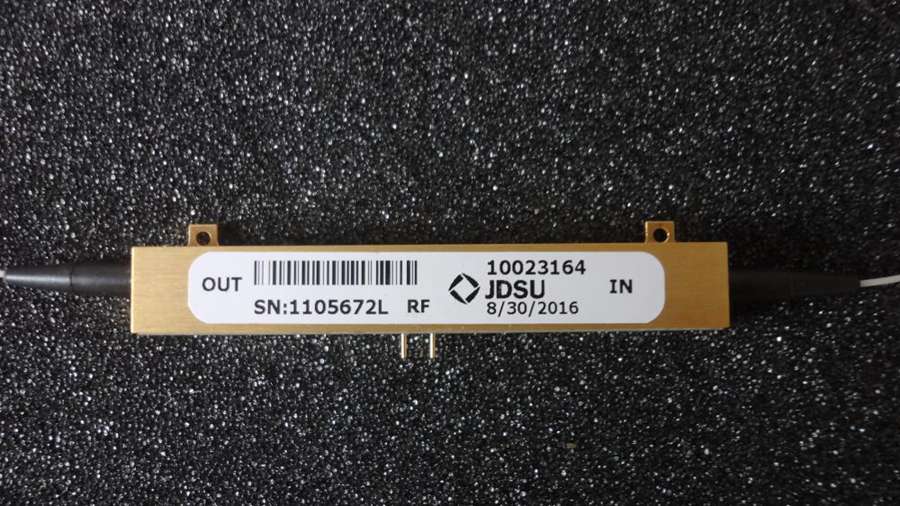 OUT
SN:1105672L RF
10023164
JDSU
8/30/2016
IN